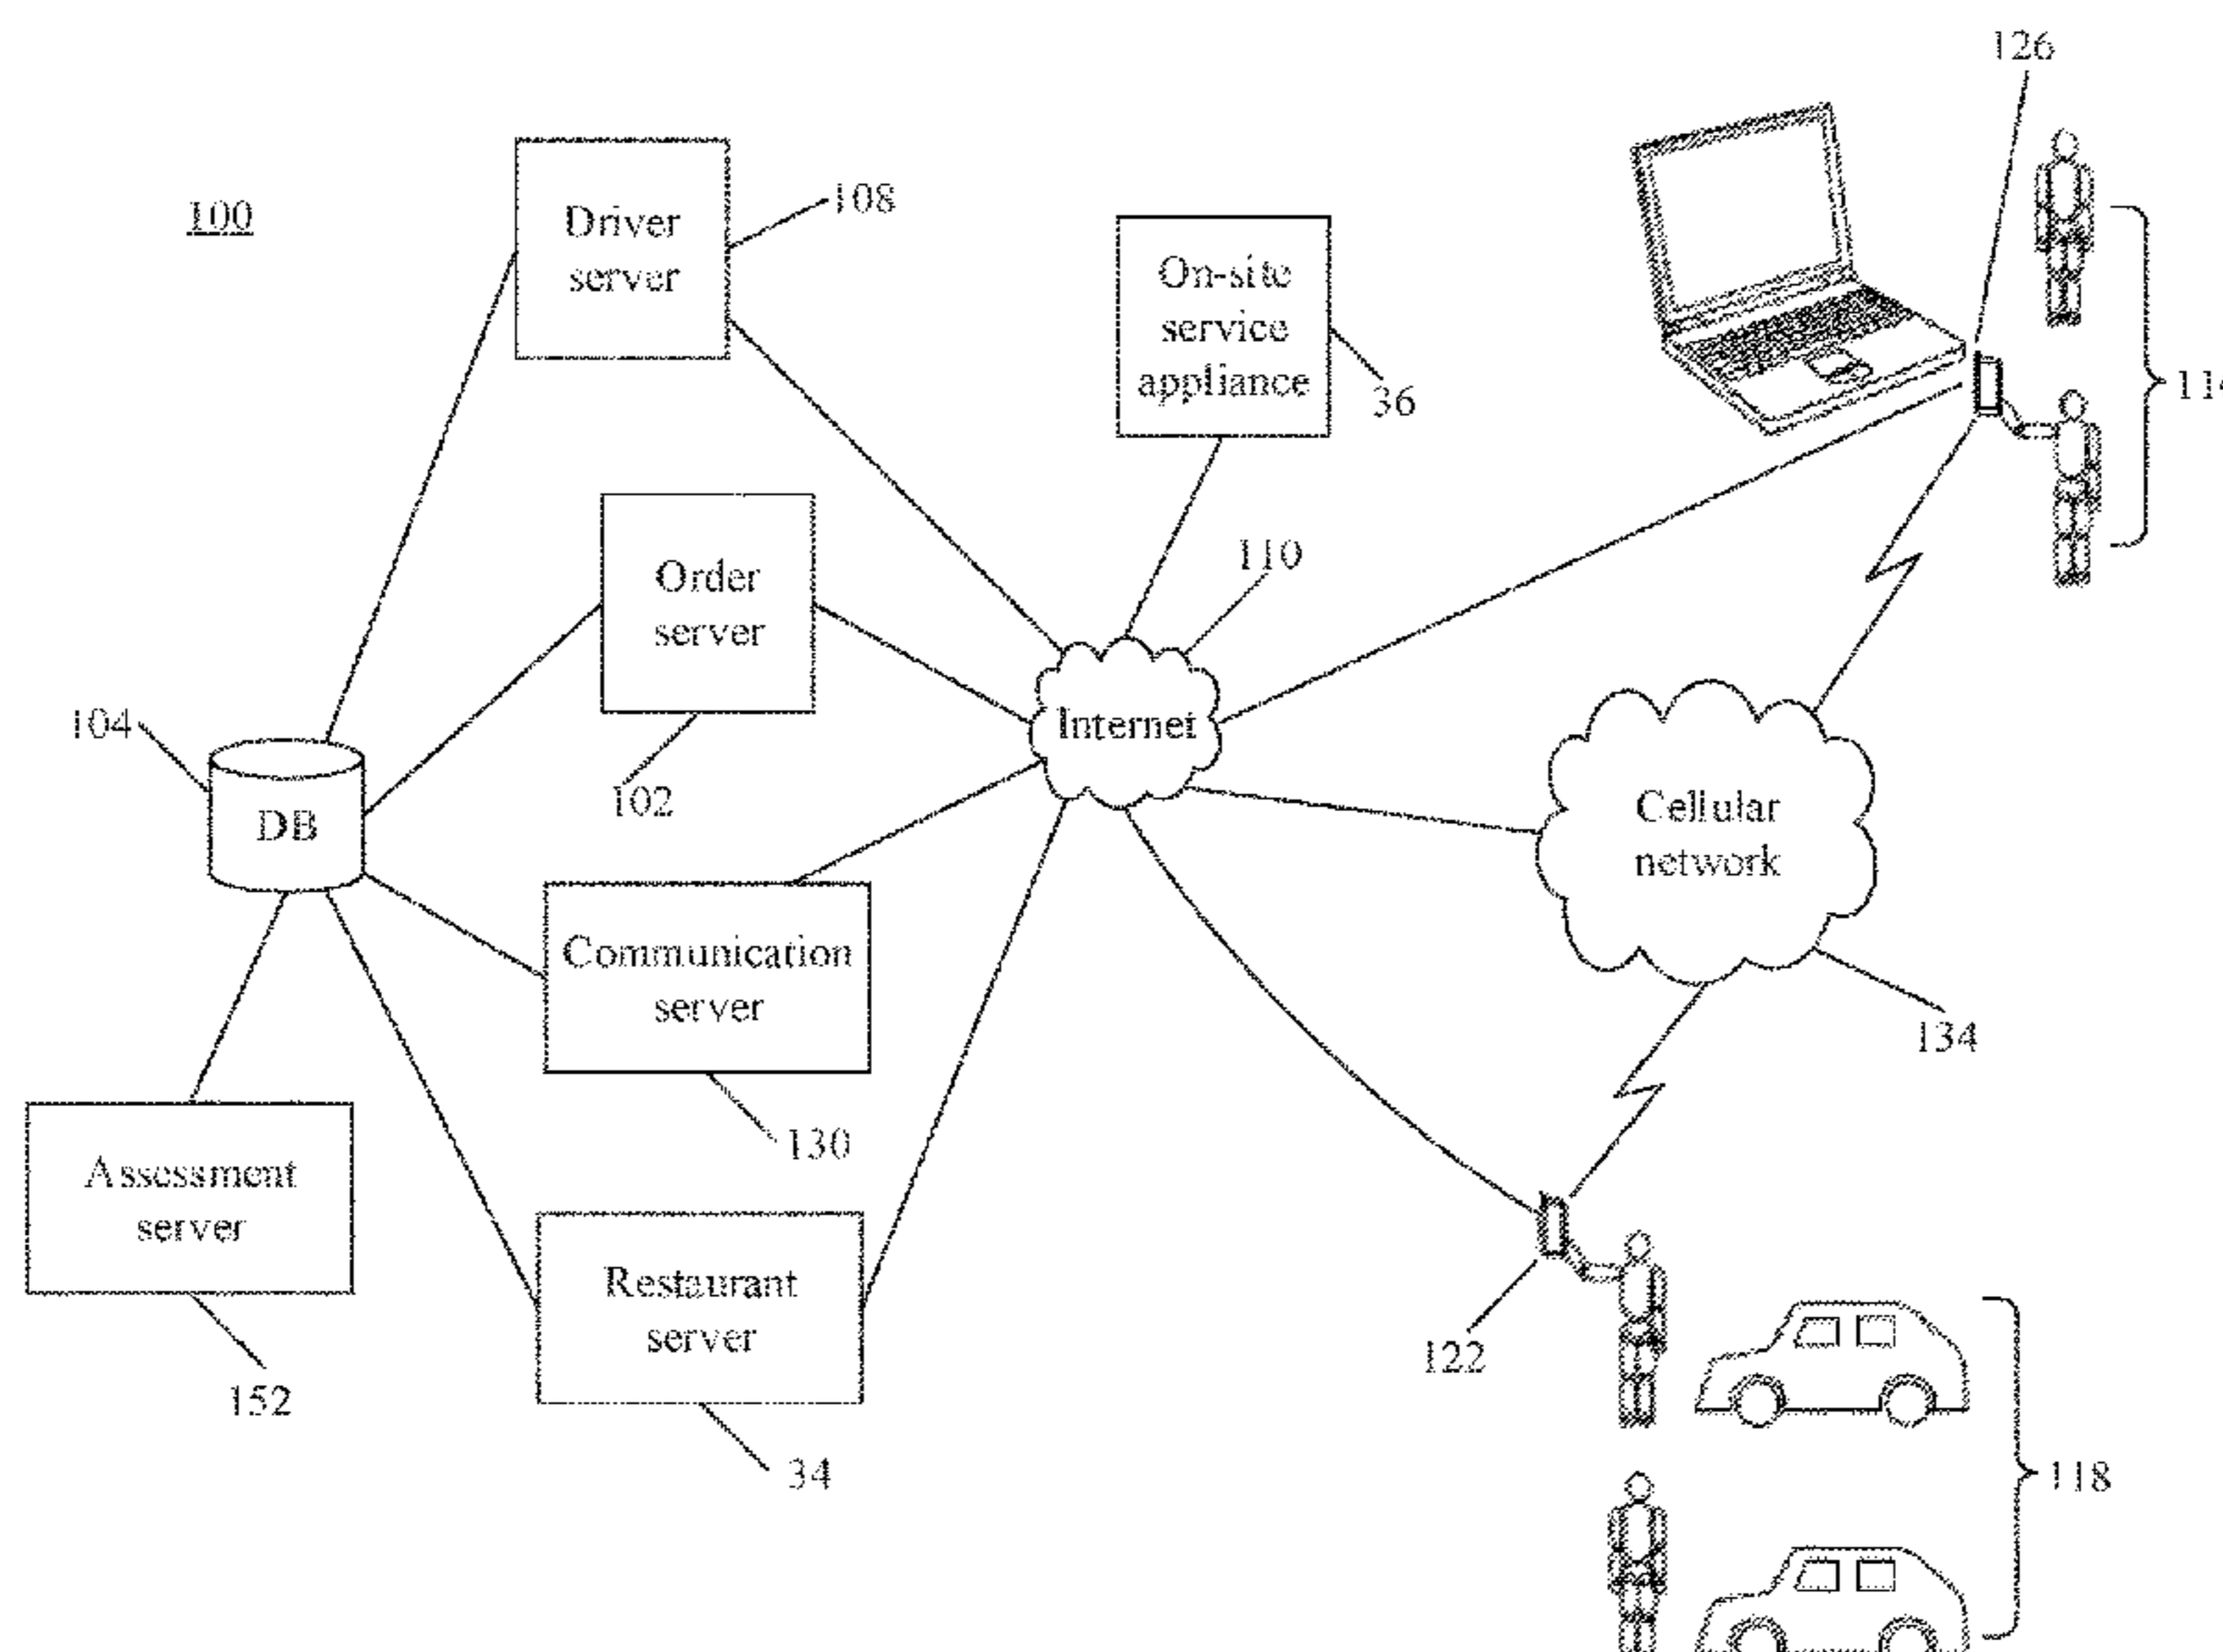 126
100
Driver
server
108
On-site
service
appliance
36
114
Order
server
102
110
Internet
104
DB
Cellular
network
134
Communication
server
130
Assessment
server
152
Restaurant
server
34
122
118